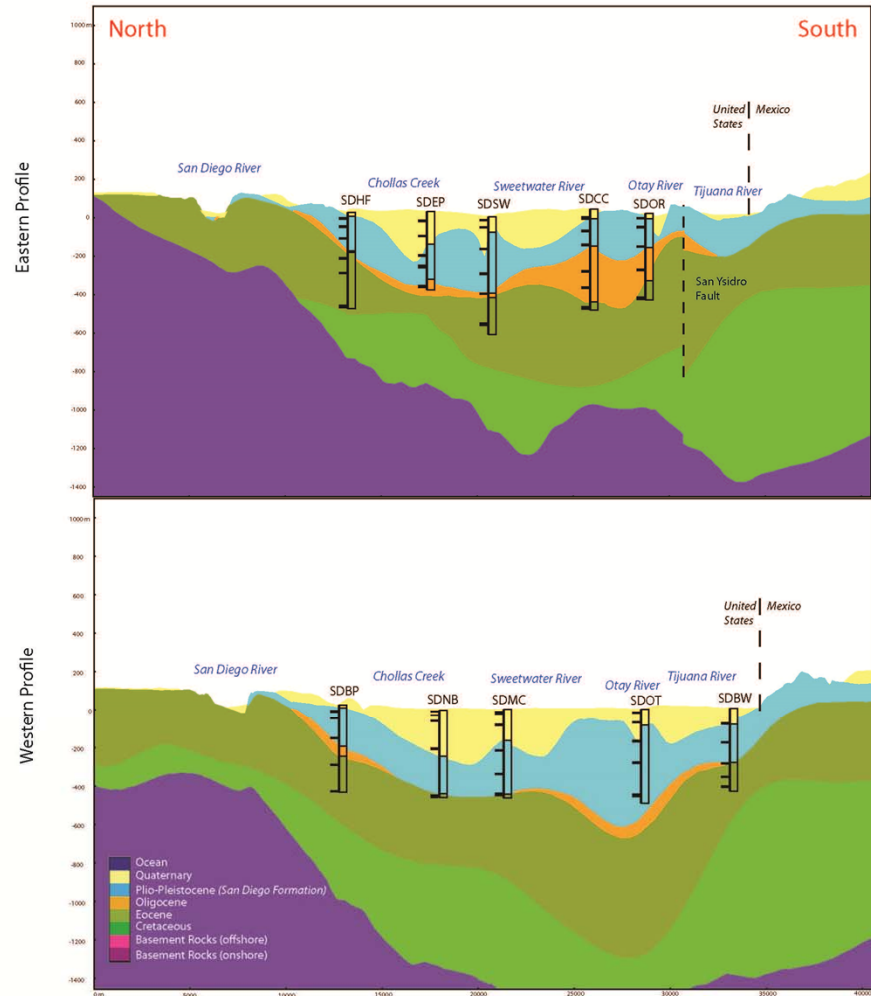 North
South
1000m
800
600
400
200
0
-200
-400
-600
-800
-1000
-1200
-1400
Eastern Profile
United
States
Mexico
San Diego River
Chollas Creek
Sweetwater River
Otay River
Tijuana River
SDHF
SDEP
SDSW
SDCC
SDOR
San Ysidro
Fault
1000m
800
600
400
200
0
-200
-400
-600
-800
-1000
-1200
-1400
Western Profile
United
States
Mexico
San Diego River
Chollas Creek
Sweetwater River
Otay River
Tijuana River
SDBP
SDNB
SDMC
SDOT
SDBW
Ocean
Quaternary
Plio-Pleistocene (San Diego Formation)
Oligocene
Eocene
Cretaceous
Basement Rocks (offshore)
Basement Rocks (onshore)
0 m
5000
10000
15000
20000
25000
30000
35000